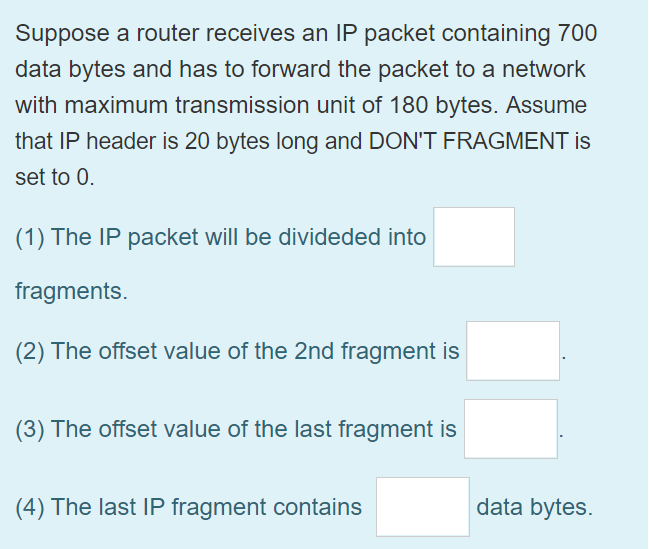 Suppose a router receives an IP packet containing 700
data bytes and has to forward the packet to a network
with maximum transmission unit of 180 bytes. Assume
that IP header is 20 bytes long and DON'T FRAGMENT is
set to 0.
(1) The IP packet will be divideded into
fragments.
(2) The offset value of the 2nd fragment is .
(3) The offset value of the last fragment is .
(4) The last IP fragment contains data bytes.